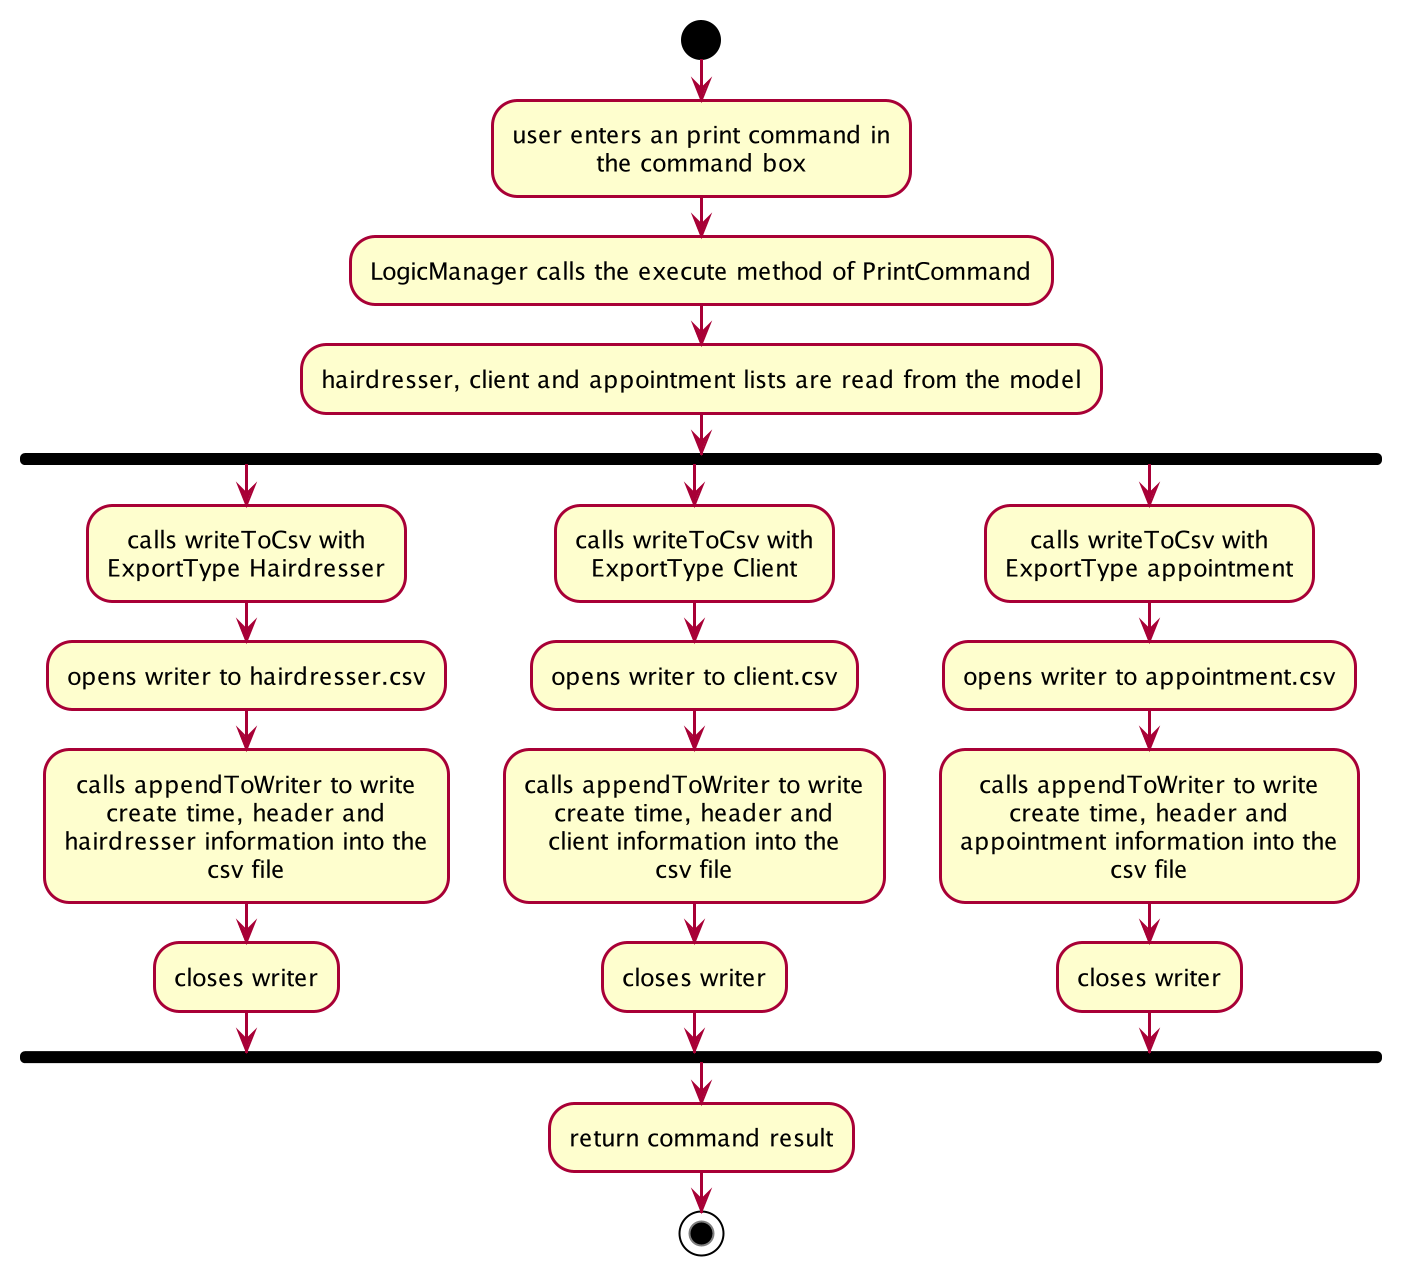 user enters an print command in
the command box
LogicManager calls the execute method of PrintCommand
hairdresser, client and appointment lists are read from the model
calls writeToCsv with
ExportType Hairdresser
opens writer to hairdresser.csv
calls appendToWriter to write
create time, header and
hairdresser information into the
csv file
closes writer
calls writeToCsv with
ExportType Client
opens writer to client.csv
calls appendToWriter to write
create time, header and
client information into the
csv file
closes writer
calls writeToCsv with
ExportType appointment
opens writer to appointment.csv
calls appendToWriter to write
create time, header and
appointment information into the
csv file
closes writer
return command result